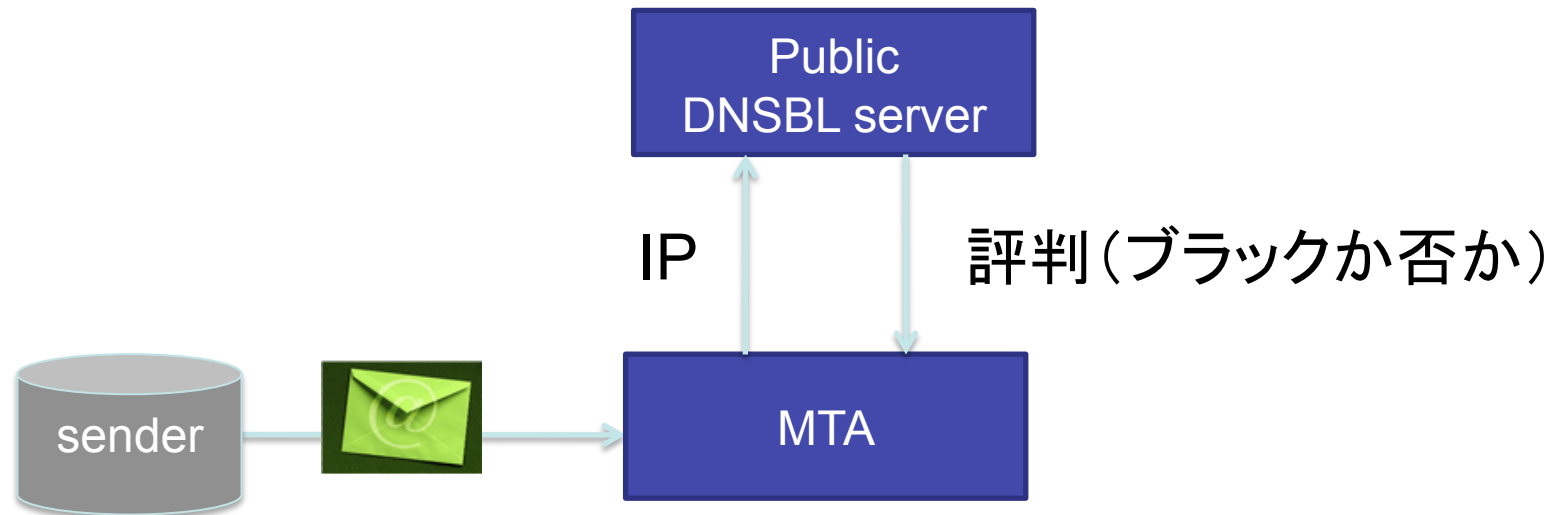 Public
DNSBL server
IP
評判（ブラックか否か）
sender
@
MTA